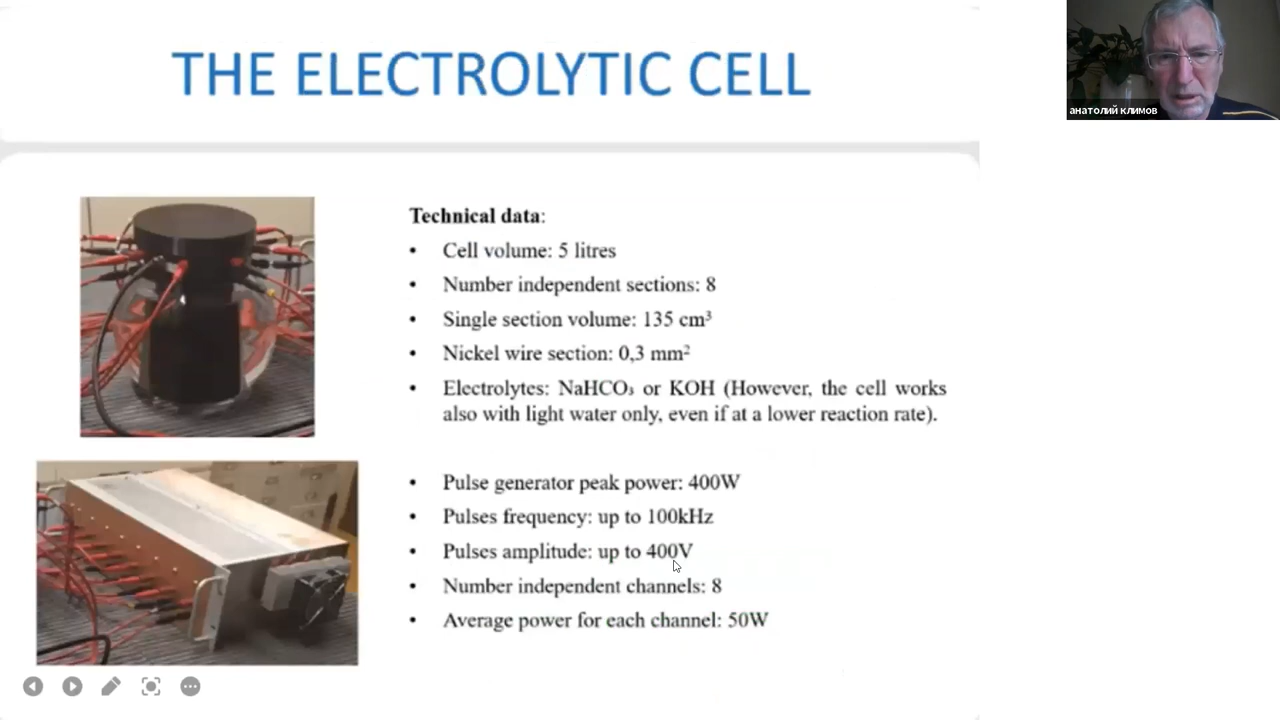 THE ELECTROLYTIC CELL
анатолий климов
Technical data:
• Cell volume: 5 litres
• Number independent sections: 8
• Single section volume: 135 cm³
• Nickel wire section: 0,3 mm²
• Electrolytes: NaHCO₃ or KOH (However, the cell works
also with light water only, even if at a lower reaction rate).
• Pulse generator peak power: 400W
• Pulses frequency: up to 100kHz
• Pulses amplitude: up to 400V
• Number independent channels: 8
• Average power for each channel: 50W